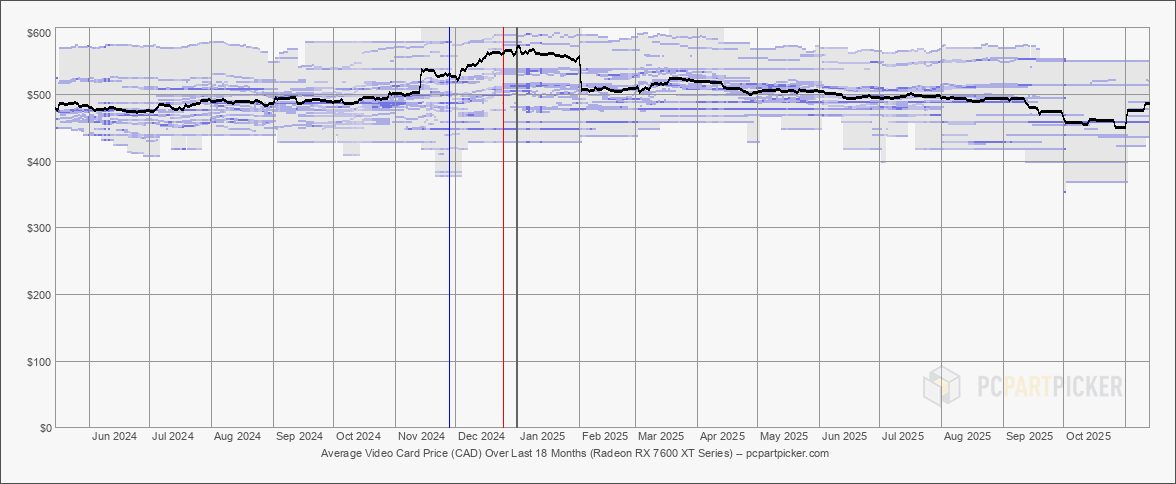 $600
$500
$400
$300
$200
$100
$0
Jun 2024 Jul 2024 Aug 2024 Sep 2024 Oct 2024 Nov 2024 Dec 2024 Jan 2025 Feb 2025 Mar 2025 Apr 2025 May 2025 Jun 2025 Jul 2025 Aug 2025 Sep 2025 Oct 2025
Average Video Card Price (CAD) Over Last 18 Months (Radeon RX 7600 XT Series) -- pcpartpicker.com
PCPARTPICKER